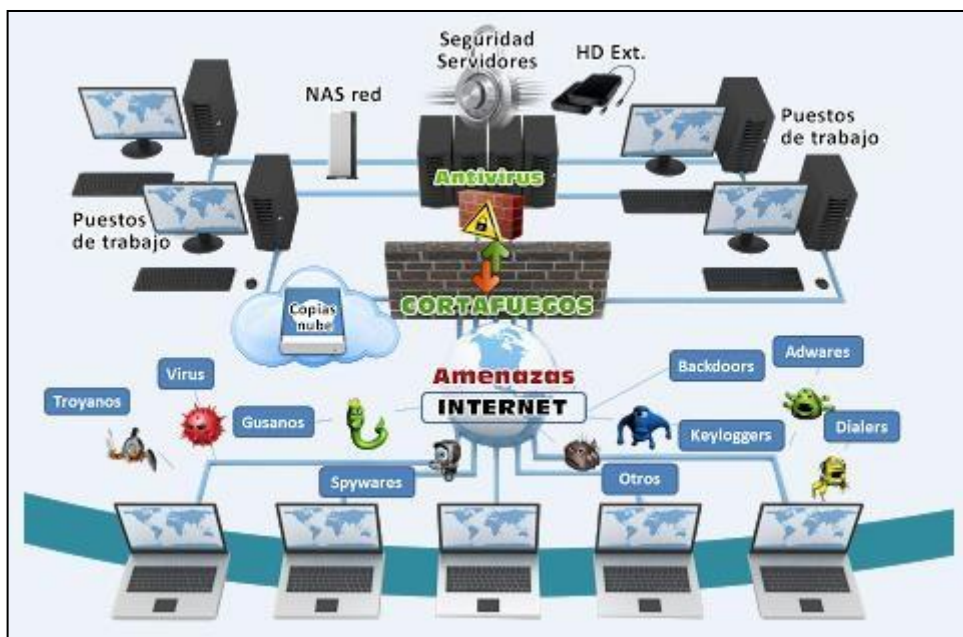 Seguridad
Servidores
HD Ext.
NAS red
Puestos
de trabajo
Antivirus
Puestos
de trabajo
CORTAFUEGOS
Copias
nube
Amenazas
INTERNET
Backdoors
Adwares
Virus
Troyanos
Gusanos
Keyloggers
Dialers
Spywares
Otros